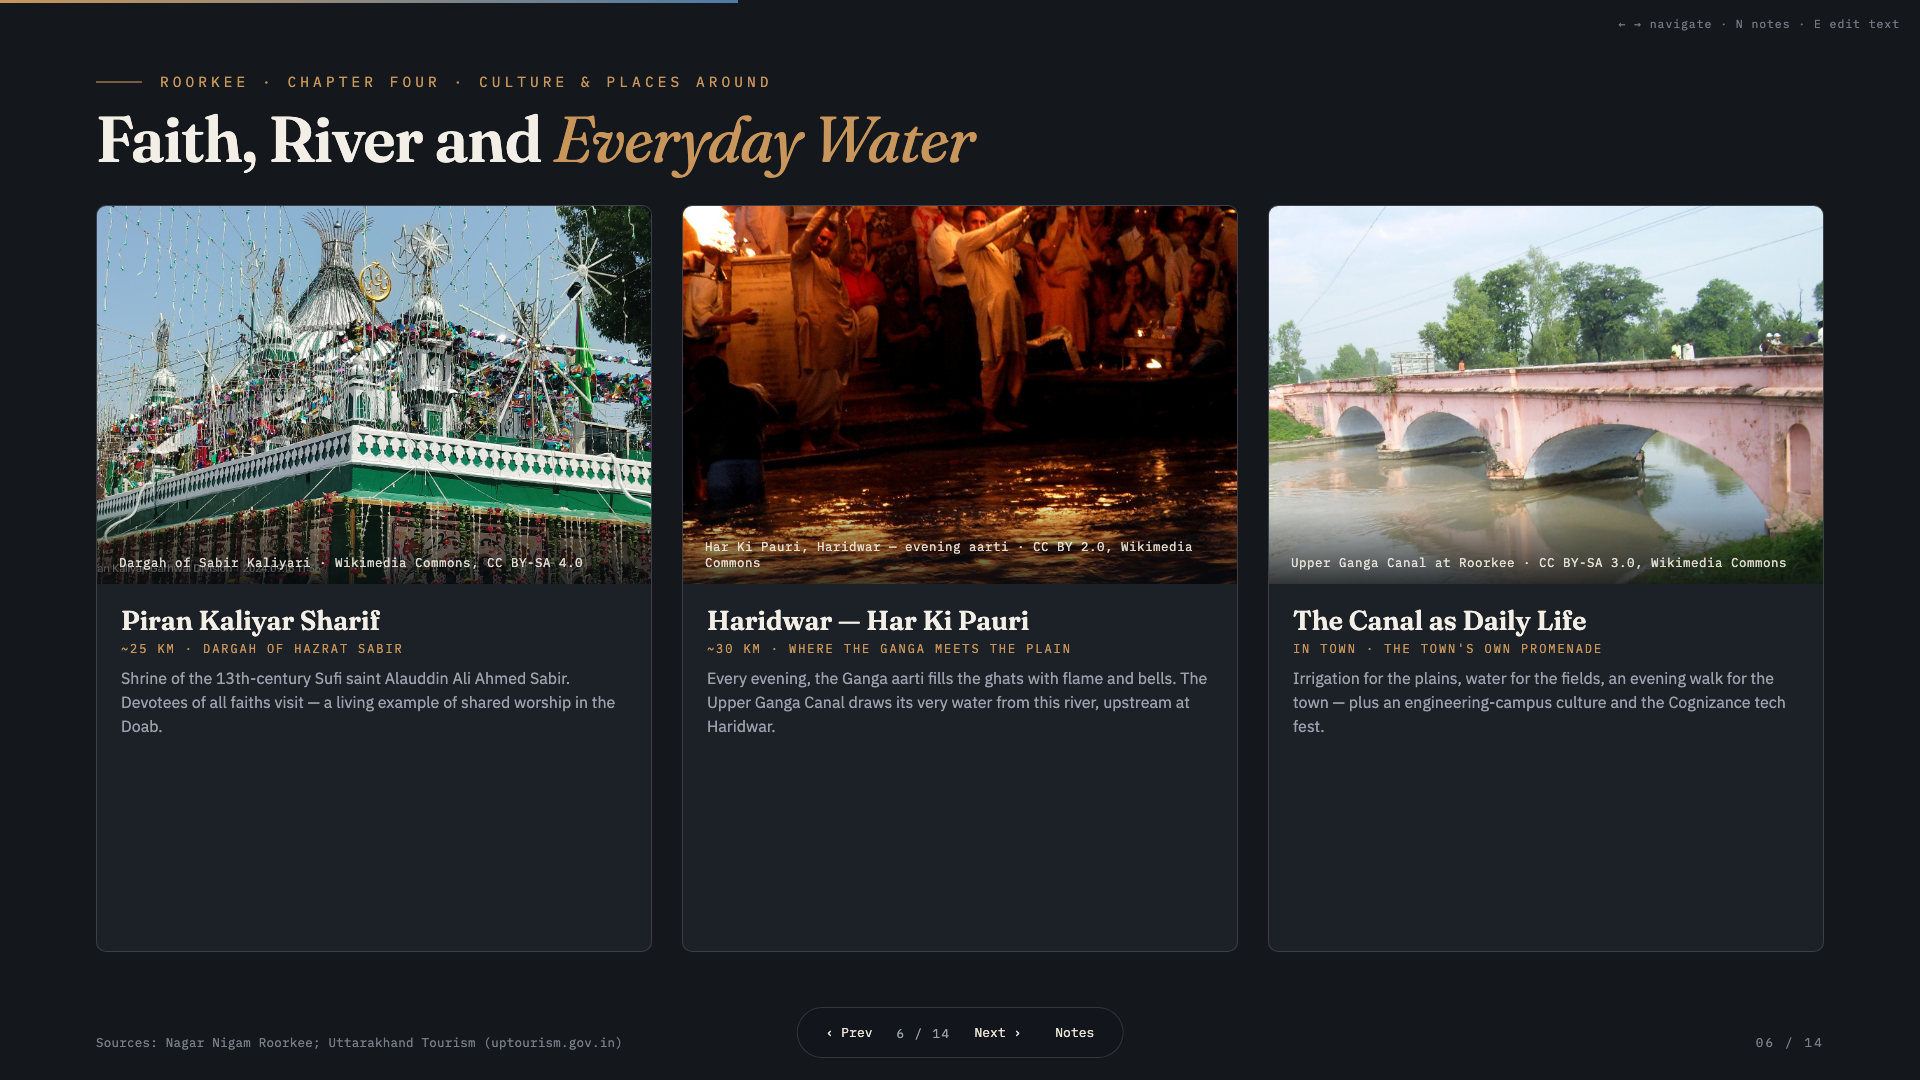 ← → navigate · N notes · E edit text
ROORKEE · CHAPTER FOUR · CULTURE & PLACES AROUND
Faith, River and Everyday Water
Dargah of Sabir Kaliyari · Wikimedia Commons, CC BY-SA 4.0
Piran Kaliyar Sharif
~25 KM · DARGAH OF HAZRAT SABIR
Shrine of the 13th-century Sufi saint Alauddin Ali Ahmed Sabir.
Devotees of all faiths visit — a living example of shared worship in the
Doab.
Har Ki Pauri, Haridwar — evening aarti · CC BY 2.0, Wikimedia
Commons
Haridwar — Har Ki Pauri
~30 KM · WHERE THE GANGA MEETS THE PLAIN
Every evening, the Ganga aarti fills the ghats with flame and bells. The
Upper Ganga Canal draws its very water from this river, upstream at
Haridwar.
Upper Ganga Canal at Roorkee · CC BY-SA 3.0, Wikimedia Commons
The Canal as Daily Life
IN TOWN · THE TOWN'S OWN PROMENADE
Irrigation for the plains, water for the fields, an evening walk for the
town — plus an engineering-campus culture and the Cognizance tech
fest.
Sources: Nagar Nigam Roorkee; Uttarakhand Tourism (uptourism.gov.in)
‹ Prev 6 / 14 Next › Notes
06 / 14